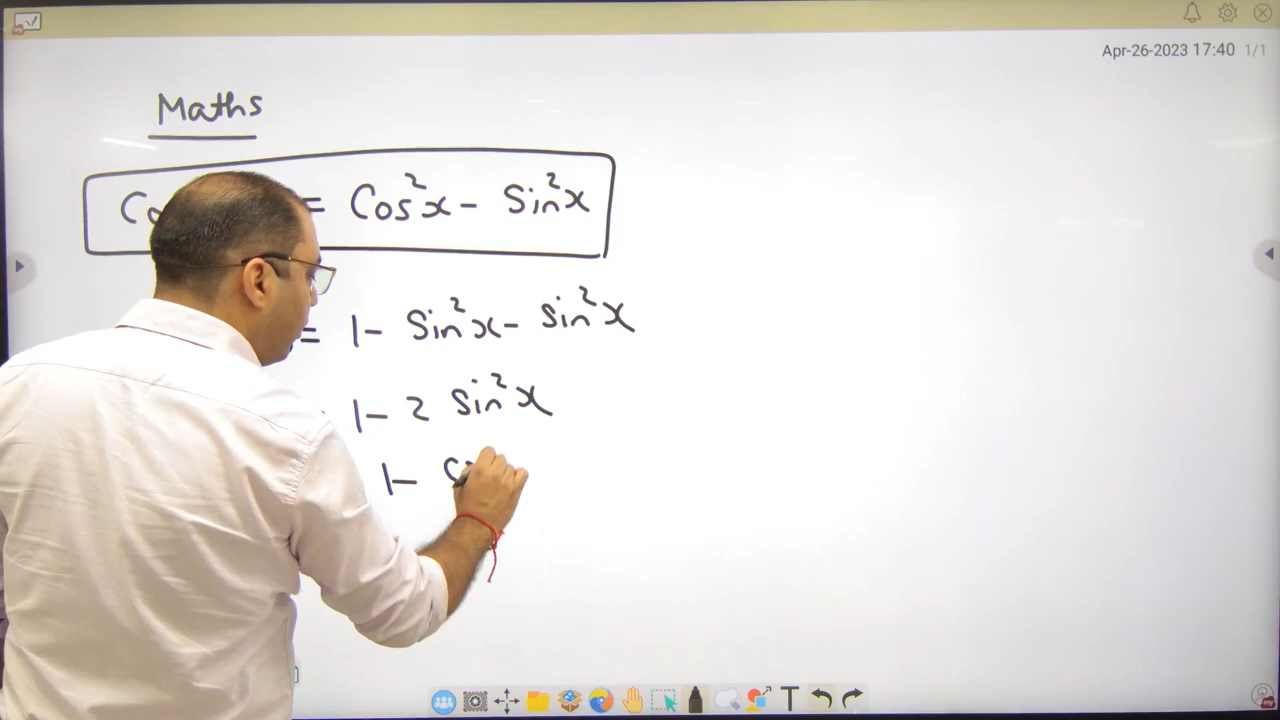 Apr-26-2023 17:40 1/1
Maths
= Cos²x - Sin²x
= 1 - Sin²x - Sin²x
1 - 2 Sin²x
1 -
T